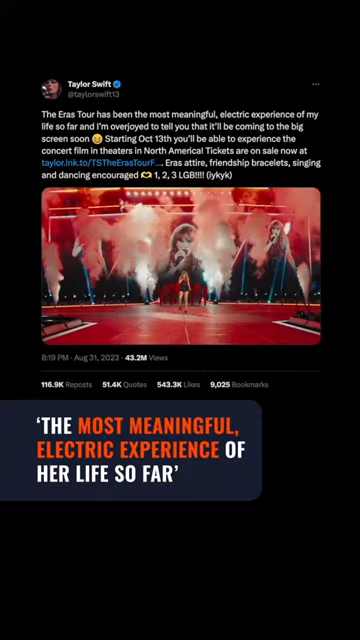 Taylor Swift
@taylorswift13
The Eras Tour has been the most meaningful, electric experience of my
life so far and I'm overjoyed to tell you that it'll be coming to the big
screen soon 😆 Starting Oct 13th you'll be able to experience the
concert film in theaters in North America! Tickets are on sale now at
taylor.lnk.to/TSTheErasTourF... . Eras attire, friendship bracelets, singing
and dancing encouraged 🫶 1, 2, 3 LGB!!!! (iykyk)
8:19 PM · Aug 31, 2023 · 43.2M Views
116.9K Reposts 51.4K Quotes 543.3K Likes 9,025 Bookmarks
‘THE MOST MEANINGFUL,
ELECTRIC EXPERIENCE OF
HER LIFE SO FAR’